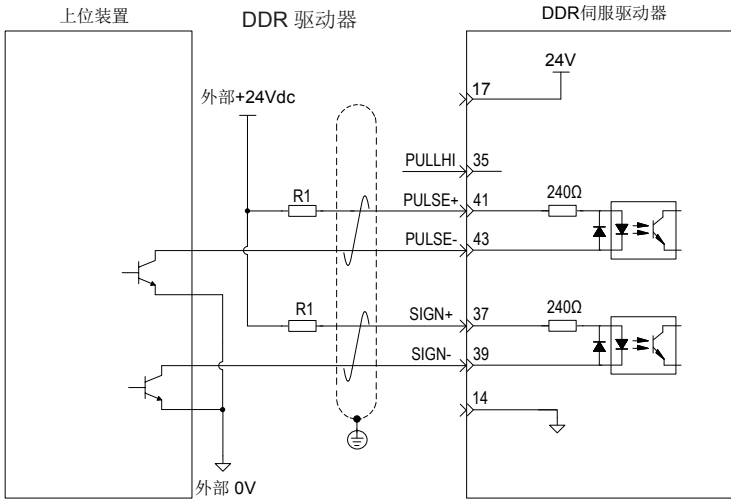 上位装置
DDR 驱动器
DDR伺服驱动器
24V
17
外部+24Vdc
PULLHI
35
R1
PULSE+
41
240Ω
PULSE-
43
R1
SIGN+
37
240Ω
SIGN-
39
14
外部 0V